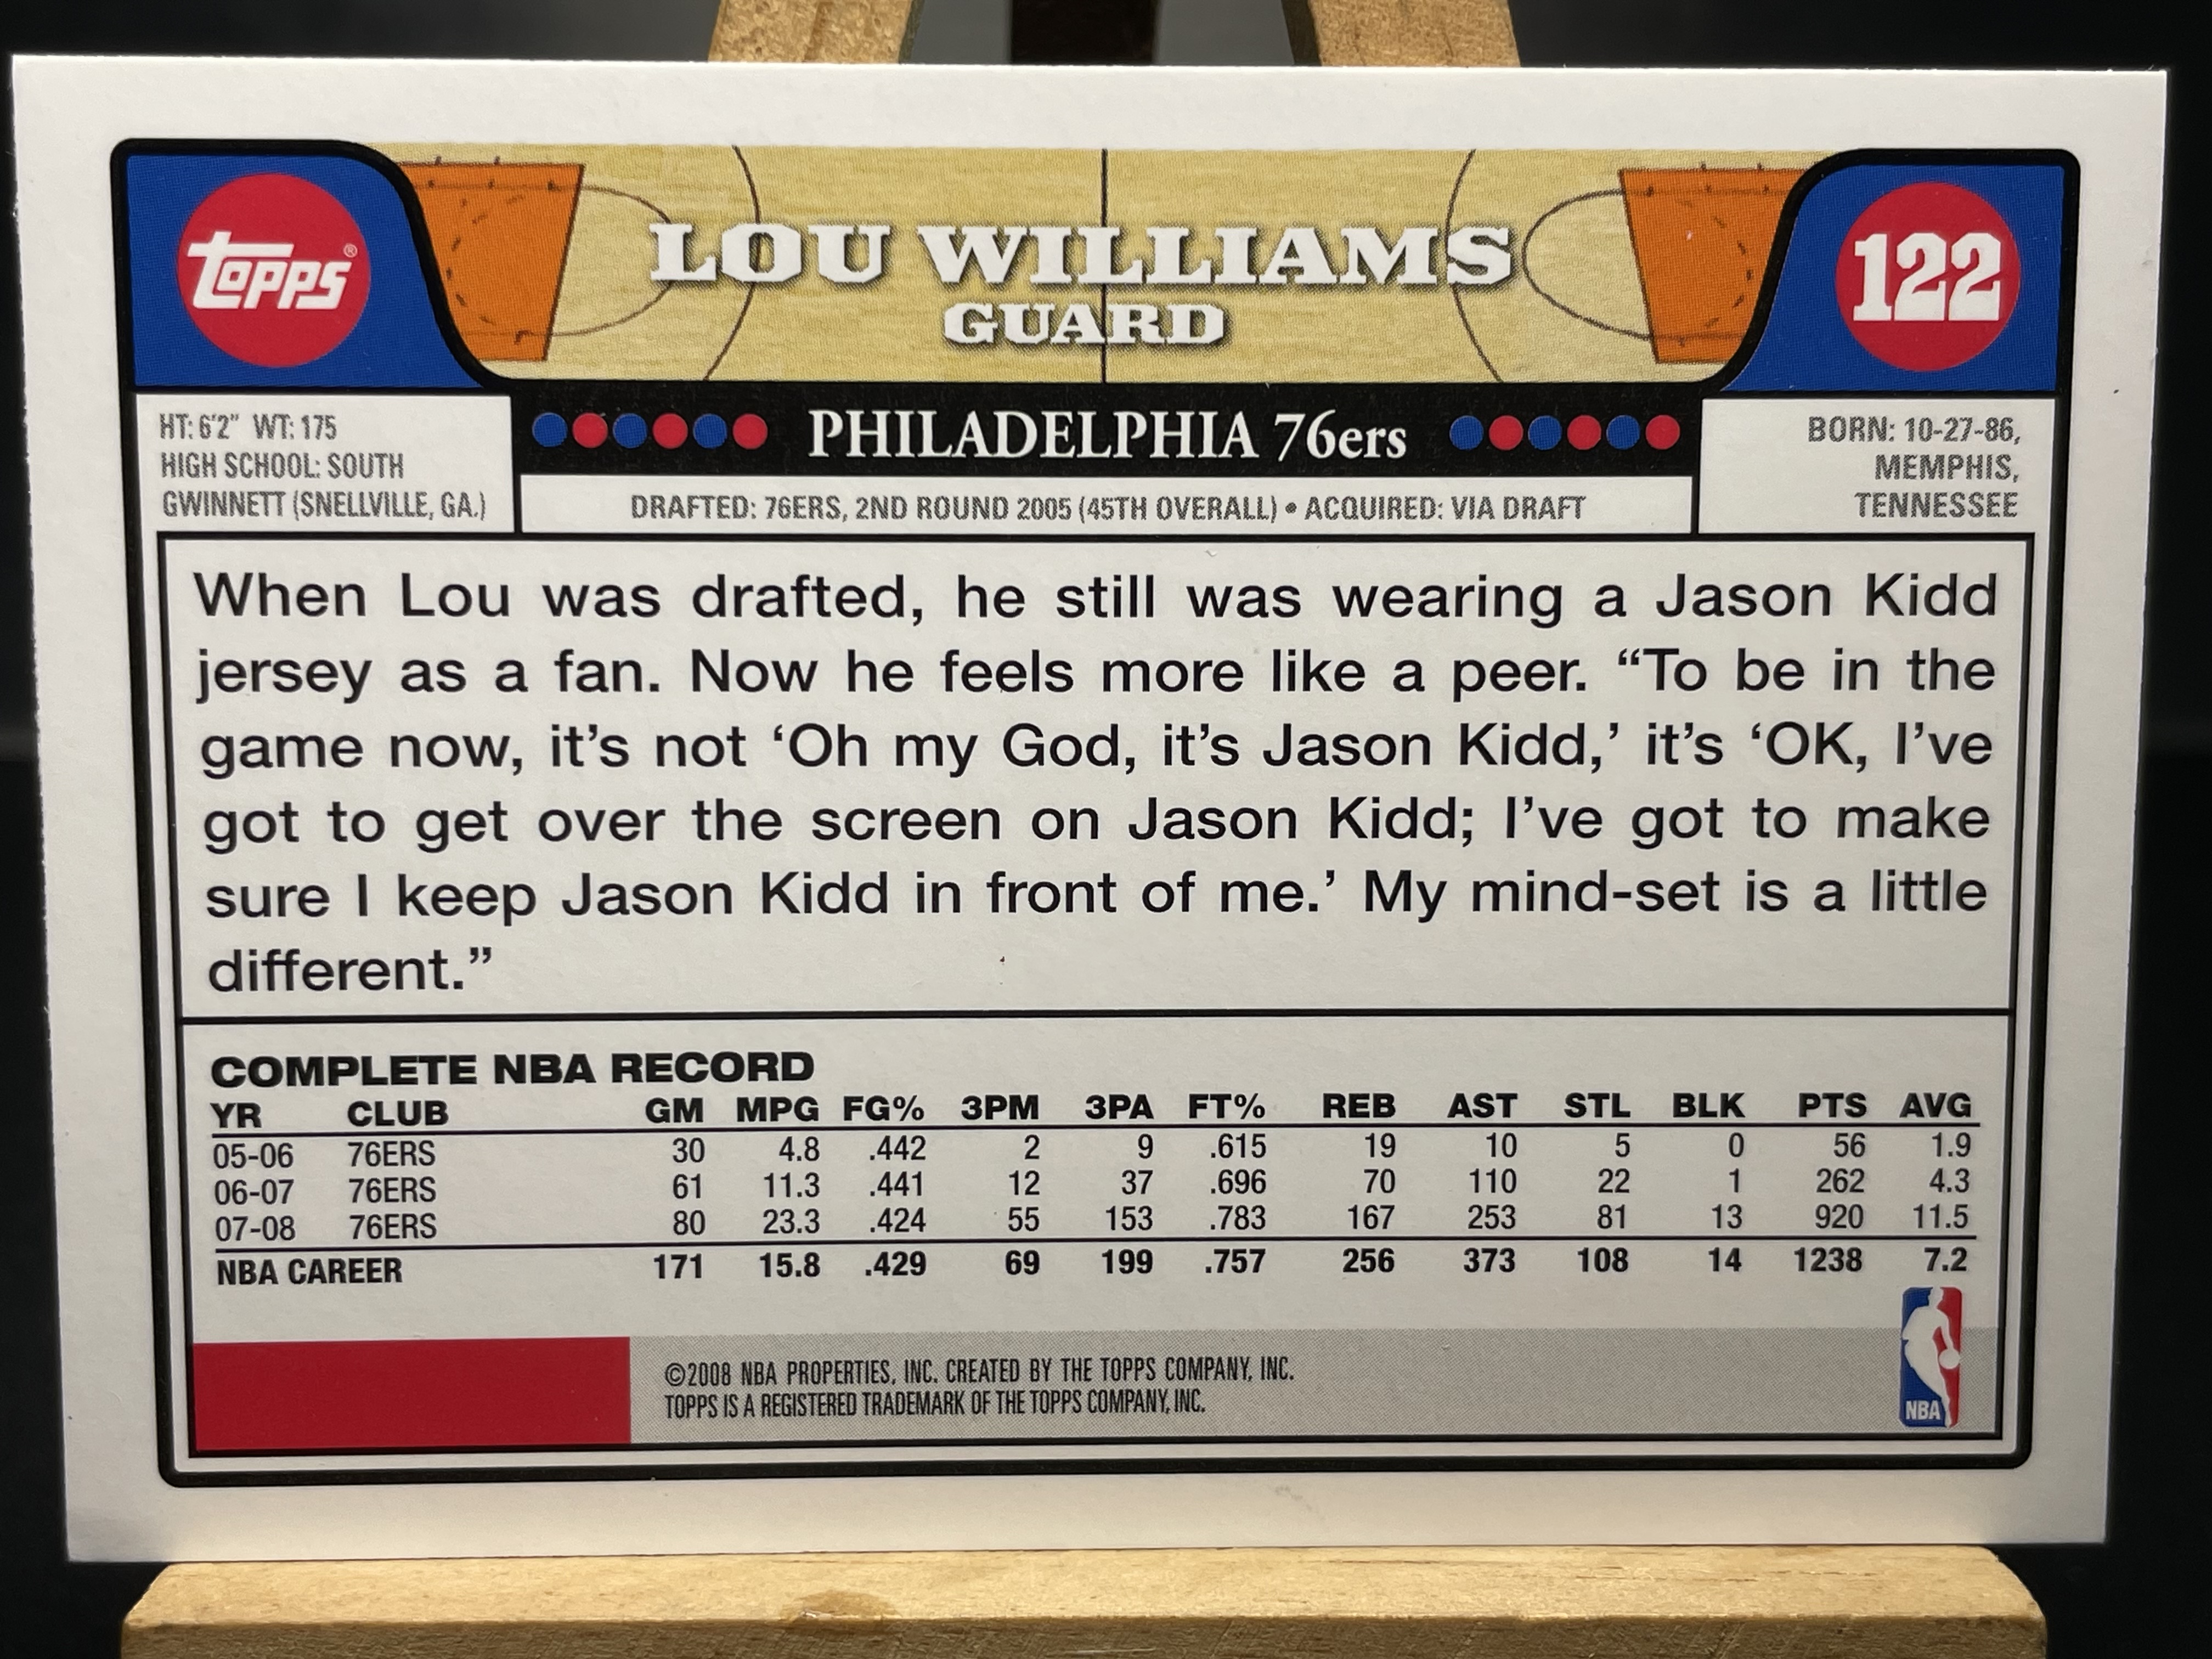 topps®
LOU WILLIAMS
GUARD
122
HT: 6'2" WT: 175
HIGH SCHOOL: SOUTH
GWINNETT (SNELLVILLE, GA.)
PHILADELPHIA 76ers
DRAFTED: 76ERS, 2ND ROUND 2005 (45TH OVERALL) • ACQUIRED: VIA DRAFT
BORN: 10-27-86,
MEMPHIS,
TENNESSEE
When Lou was drafted, he still was wearing a Jason Kidd
jersey as a fan. Now he feels more like a peer. “To be in the
game now, it’s not ‘Oh my God, it’s Jason Kidd,’ it’s ‘OK, I’ve
got to get over the screen on Jason Kidd; I’ve got to make
sure I keep Jason Kidd in front of me.’ My mind-set is a little
different.”
COMPLETE NBA RECORD
YR CLUB GM MPG FG% 3PM 3PA FT% REB AST STL BLK PTS AVG
05-06 76ERS 30 4.8 .442 2 9 .615 19 10 5 0 56 1.9
06-07 76ERS 61 11.3 .441 12 37 .696 70 110 22 1 262 4.3
07-08 76ERS 80 23.3 .424 55 153 .783 167 253 81 13 920 11.5
NBA CAREER 171 15.8 .429 69 199 .757 256 373 108 14 1238 7.2
©2008 NBA PROPERTIES, INC. CREATED BY THE TOPPS COMPANY, INC.
TOPPS IS A REGISTERED TRADEMARK OF THE TOPPS COMPANY, INC.
NBA